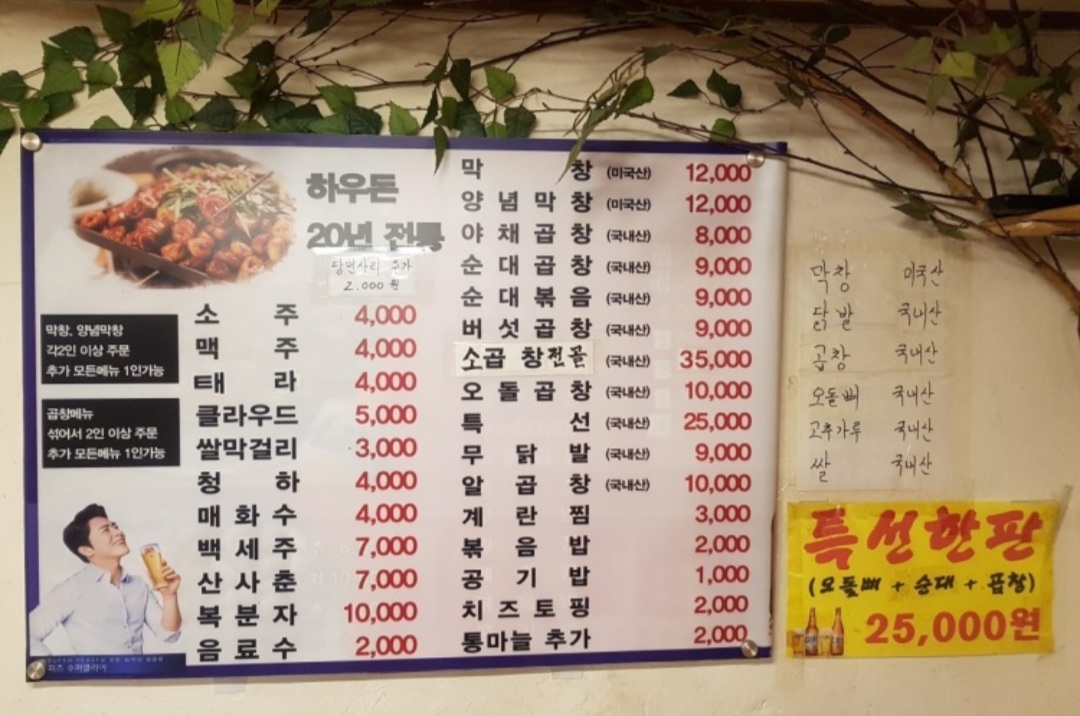 하우돈
20년 전통
당면사리 추가
2.000원
막창, 양념막창
각2인 이상 주문
추가 모든메뉴 1인가능
곱창메뉴
섞어서 2인 이상 주문
추가 모든메뉴 1인가능
소주 4,000
맥주 4,000
태라 4,000
클라우드 5,000
쌀막걸리 3,000
청하 4,000
매화수 4,000
백세주 7,000
산사춘 7,000
복분자 10,000
음료수 2,000
막창 (미국산) 12,000
양념막창 (미국산) 12,000
야채곱창 (국내산) 8,000
순대곱창 (국내산) 9,000
순대볶음 (국내산) 9,000
버섯곱창 (국내산) 9,000
소곱창전골 (국내산) 35,000
오돌곱창 (국내산) 10,000
특선 (국내산) 25,000
무닭발 (국내산) 9,000
알곱창 (국내산) 10,000
계란찜 3,000
볶음밥 2,000
공기밥 1,000
치즈토핑 2,000
통마늘 추가 2,000
막창 미국산
닭발 국내산
곱창 국내산
오돌뼈 국내산
고추가루 국내산
쌀 국내산
특선한판
(오돌뼈 + 순대 + 곱창)
25,000원